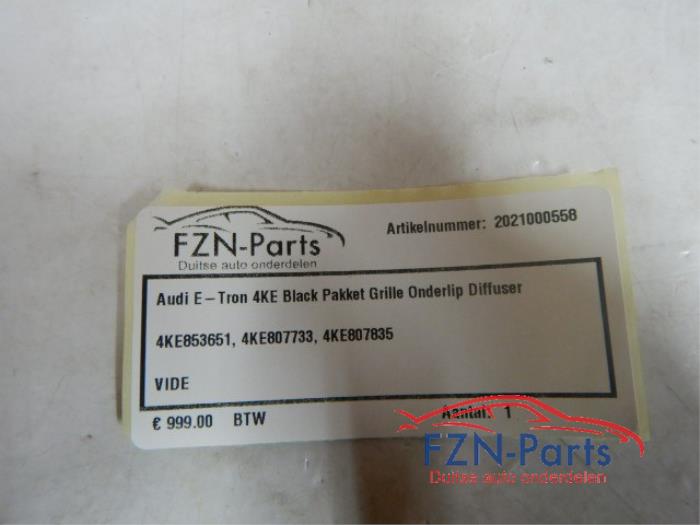 FZN-Parts
Duitse auto onderdelen
Artikelnummer: 2021000558
Audi E-Tron 4KE Black Pakket Grille Onderlip Diffuser
4KE853651, 4KE807733, 4KE807835
VIDE
€ 999.00 BTW
Aantal: 1
FZN-Parts
Duitse auto onderdelen